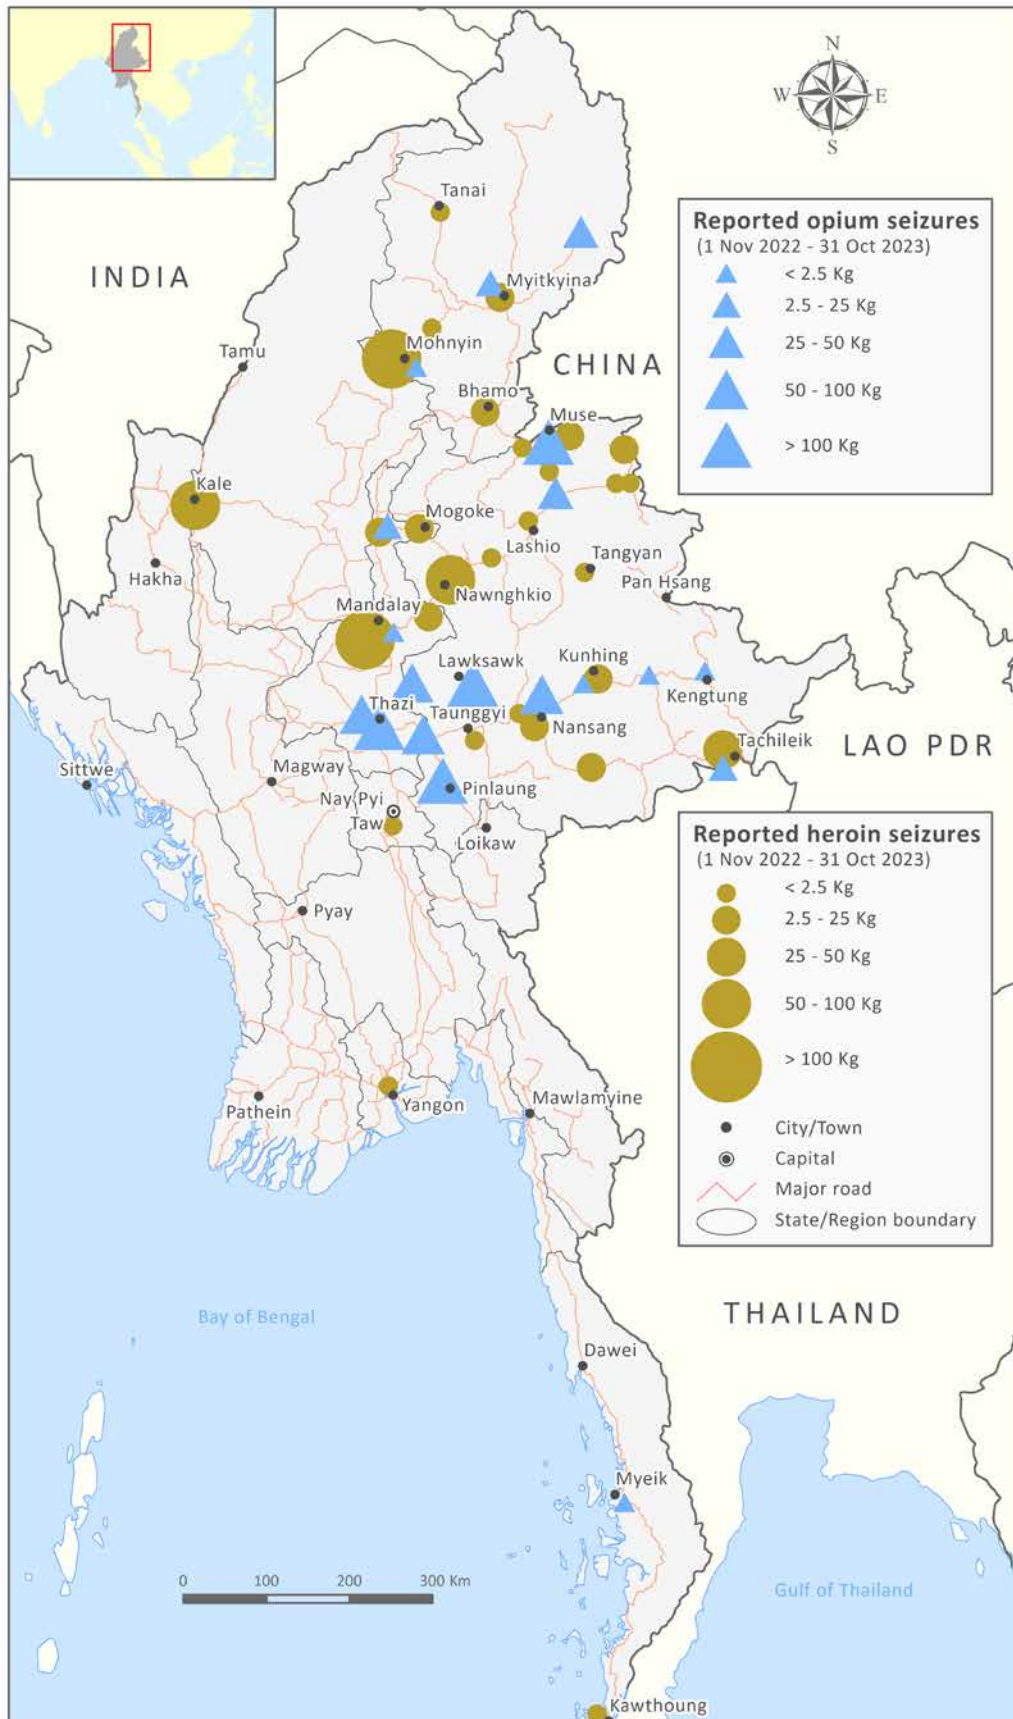 N
W
E
S
Tanai
Reported opium seizures
(1 Nov 2022 - 31 Oct 2023)
< 2.5 Kg
2.5 - 25 Kg
25 - 50 Kg
50 - 100 Kg
> 100 Kg
INDIA
Myitkyina
Mohnyin
Tamu
CHINA
Bhamo
Muse
Kale
Mogoke
Lashio
Hakha
Tangyan
Pan Hsang
Nawnghkio
Mandalay
Lawksawk
Kunhing
Kengtung
Thazi
Taunggyi
Nansang
Tachileik
LAO PDR
Sittwe
Magway
Pinlaung
Nay Pyi
Taw
Loikaw
Reported heroin seizures
(1 Nov 2022 - 31 Oct 2023)
< 2.5 Kg
2.5 - 25 Kg
25 - 50 Kg
50 - 100 Kg
> 100 Kg
City/Town
Capital
Major road
State/Region boundary
Pyay
Pathein
Yangon
Mawlamyine
Bay of Bengal
THAILAND
Dawei
Myeik
0 100 200 300 Km
Gulf of Thailand
Kawthoung